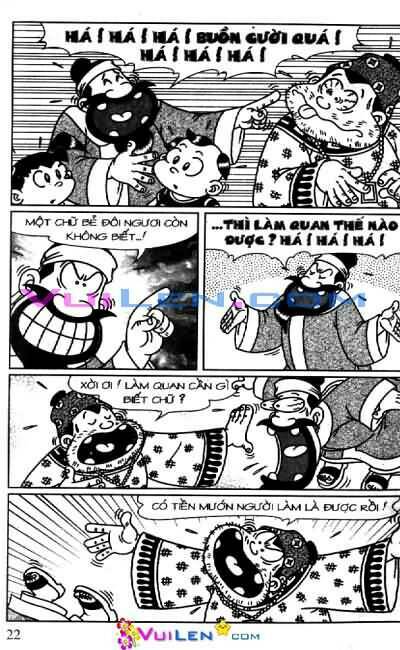 HÁ! HÁ! HÁ! BUỒN CƯỜI QUÁ!
HÁ! HÁ! HÁ!
MỘT CHỮ BẺ ĐÔI NGƯƠI CÒN
KHÔNG BIẾT..!
...THÌ LÀM QUAN THẾ NÀO
ĐƯỢC? HÁ! HÁ! HÁ!
VUILEN.COM
XỜI ƠI! LÀM QUAN CẦN GÌ
BIẾT CHỮ?
CÓ TIỀN MƯỚN NGƯỜI LÀM LÀ ĐƯỢC RỒI!
22
VUILEN.COM